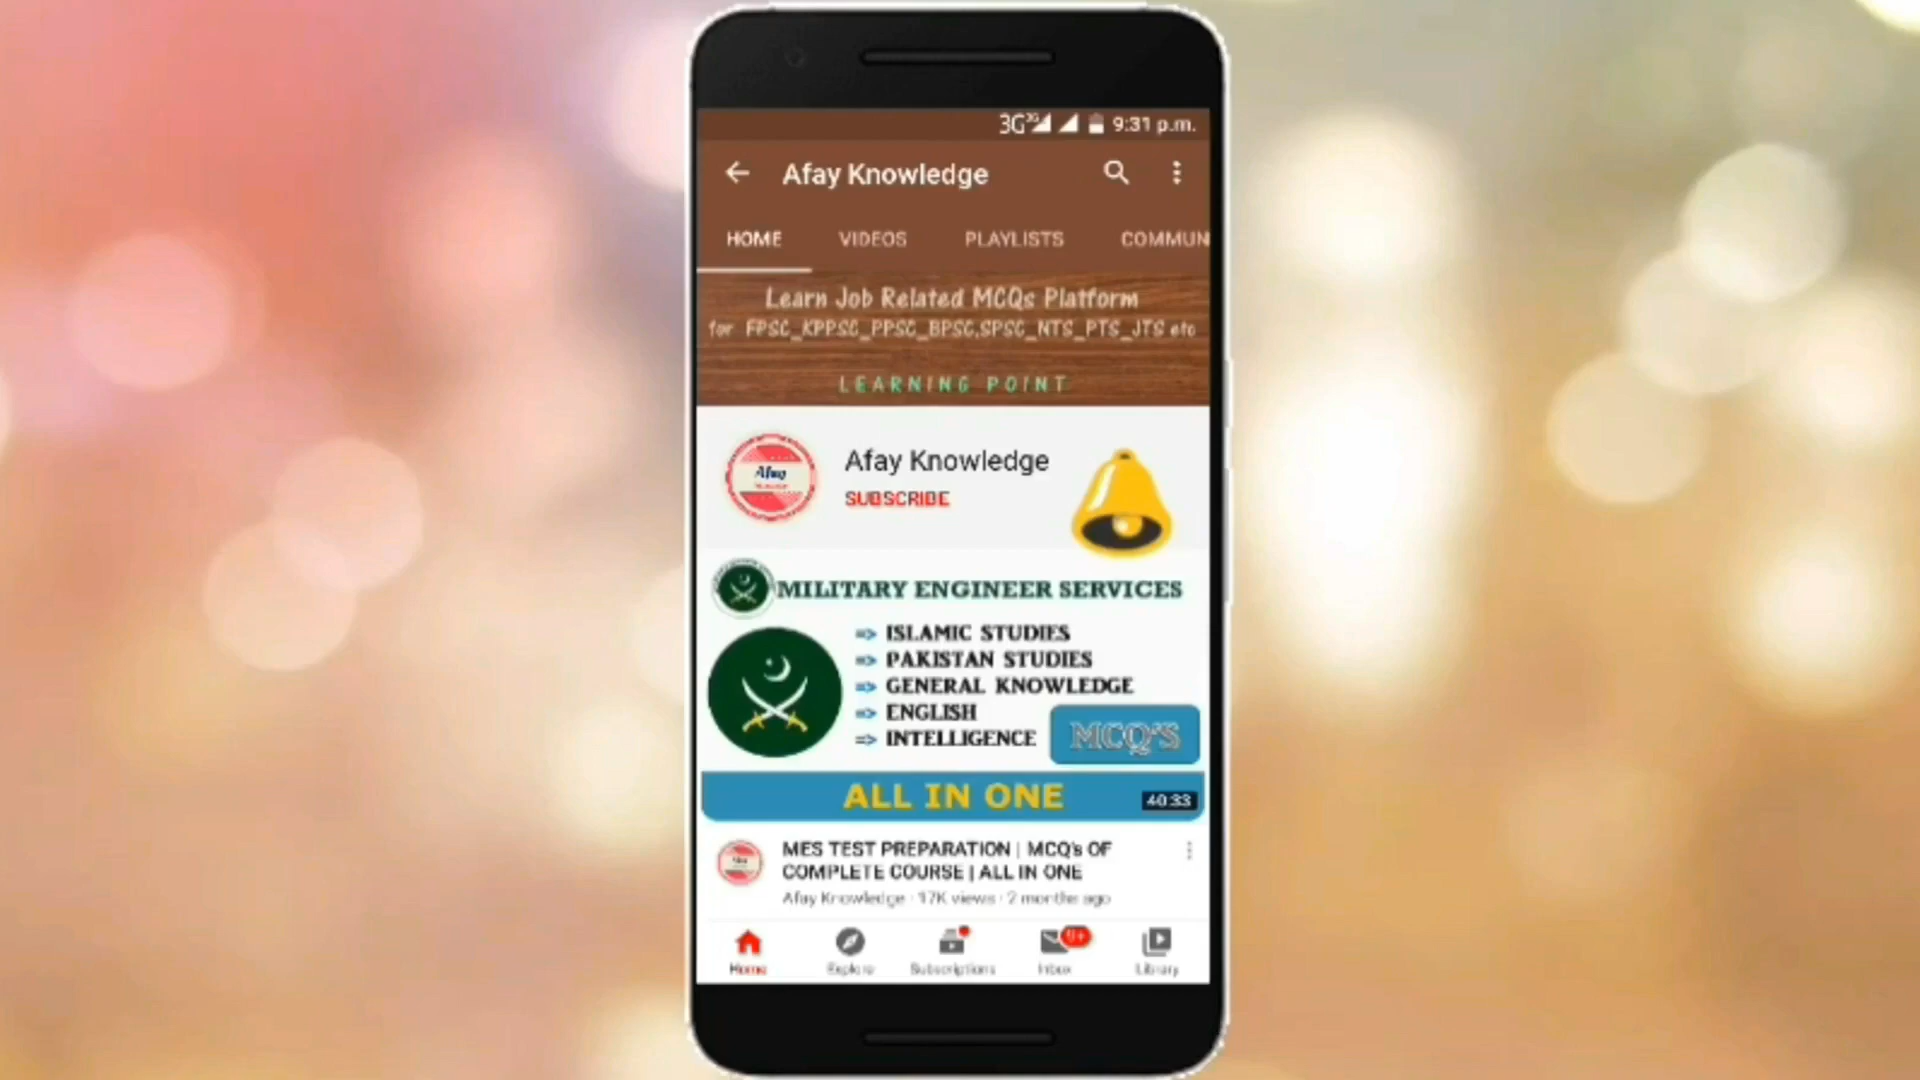 3G 3G 9:31 p.m.
Afay Knowledge
HOME VIDEOS PLAYLISTS COMMUN
Learn Job Related MCQs Platform
for FPSC_KPPSC_PPSC_BPSC,SPSC_NTS_PTS_JTS etc
LEARNING POINT
Afay
Afay Knowledge
SUBSCRIBE
MILITARY ENGINEER SERVICES
=> ISLAMIC STUDIES
=> PAKISTAN STUDIES
=> GENERAL KNOWLEDGE
=> ENGLISH
=> INTELLIGENCE
MCQ'S
ALL IN ONE
40:33
MES TEST PREPARATION | MCQ's OF
COMPLETE COURSE | ALL IN ONE
Afay Knowledge · 17K views · 2 months ago
9+
Home Explore Subscriptions Inbox Library